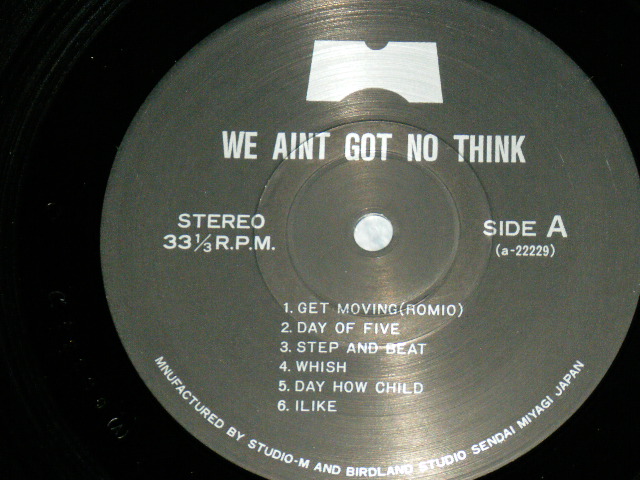 WE AINT GOT NO THINK
STEREO
33⅓ R.P.M.
SIDE A
(a-22229)
1. GET MOVING(ROMIO)
2. DAY OF FIVE
3. STEP AND BEAT
4. WHISH
5. DAY HOW CHILD
6. ILIKE
MNUFACTURED BY STUDIO-M AND BIRDLAND STUDIO SENDAI MIYAGI JAPAN